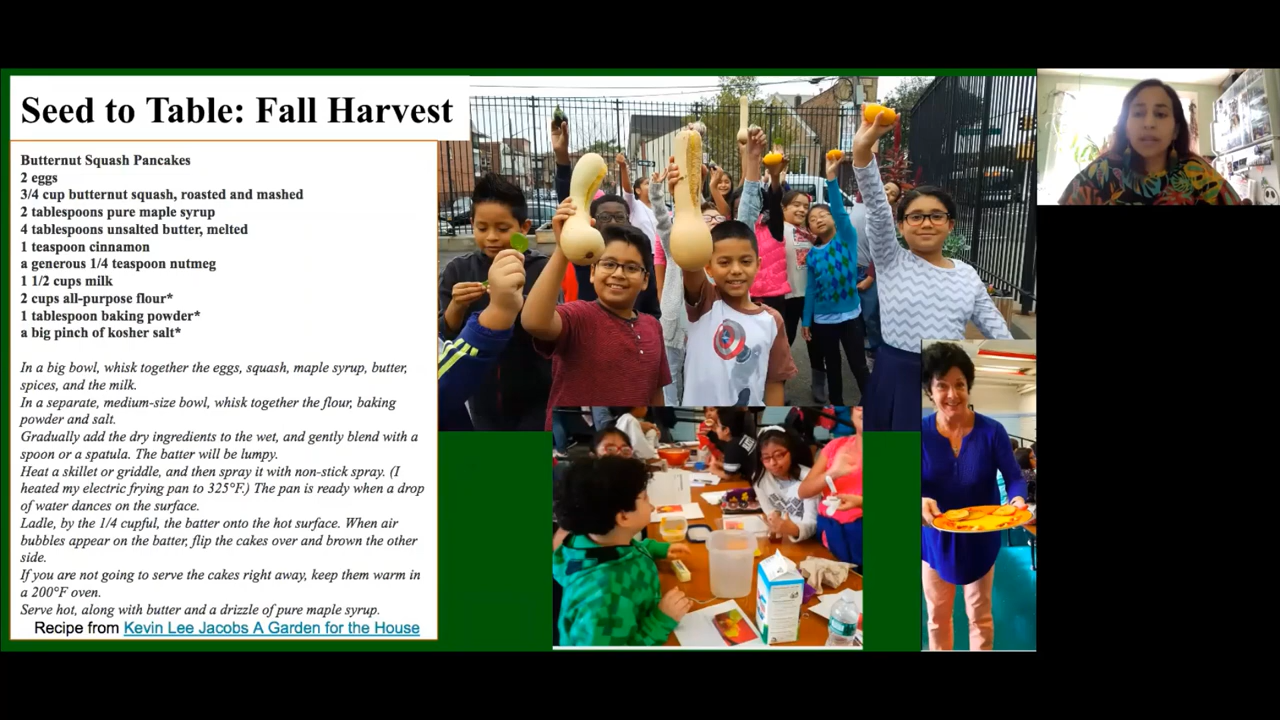 Seed to Table: Fall Harvest
Butternut Squash Pancakes
2 eggs
3/4 cup butternut squash, roasted and mashed
2 tablespoons pure maple syrup
4 tablespoons unsalted butter, melted
1 teaspoon cinnamon
a generous 1/4 teaspoon nutmeg
1 1/2 cups milk
2 cups all-purpose flour*
1 tablespoon baking powder*
a big pinch of kosher salt*
In a big bowl, whisk together the eggs, squash, maple syrup, butter,
spices, and the milk.
In a separate, medium-size bowl, whisk together the flour, baking
powder and salt.
Gradually add the dry ingredients to the wet, and gently blend with a
spoon or a spatula. The batter will be lumpy.
Heat a skillet or griddle, and then spray it with non-stick spray. (I
heated my electric frying pan to 325°F.) The pan is ready when a drop
of water dances on the surface.
Ladle, by the 1/4 cupful, the batter onto the hot surface. When air
bubbles appear on the batter, flip the cakes over and brown the other
side.
If you are not going to serve the cakes right away, keep them warm in
a 200°F oven.
Serve hot, along with butter and a drizzle of pure maple syrup.
Recipe from Kevin Lee Jacobs A Garden for the House